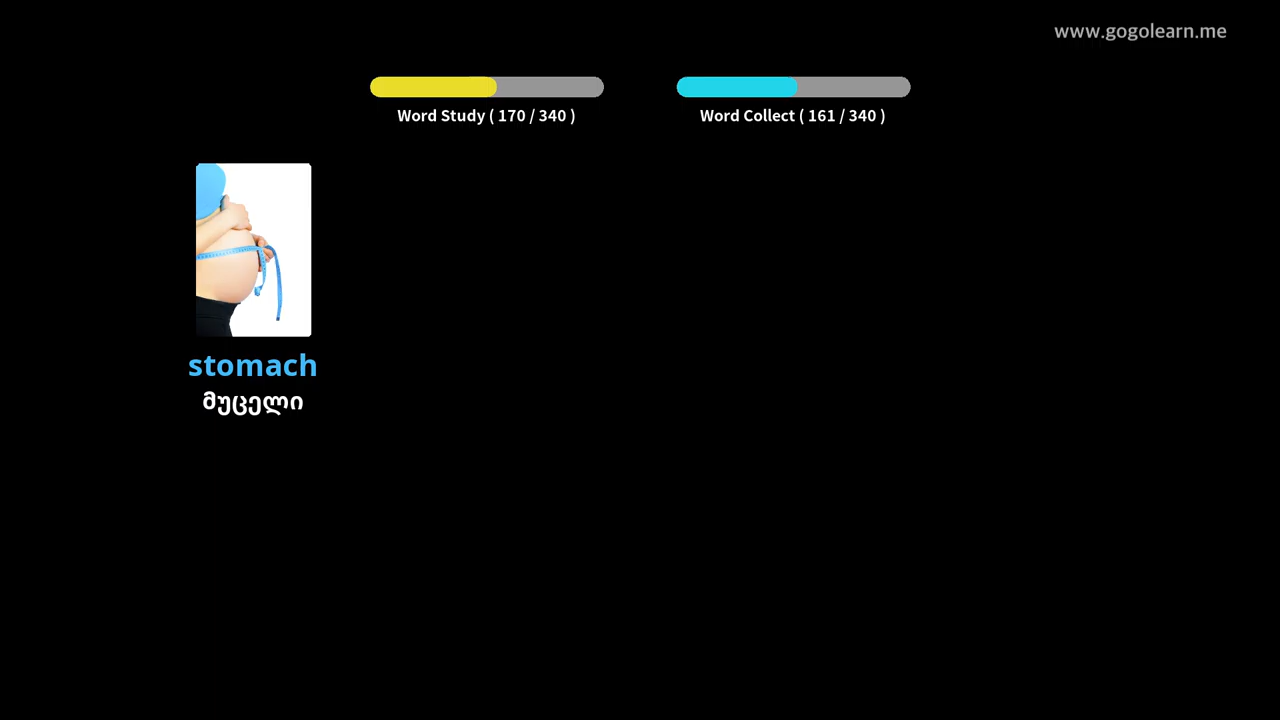 www.gogolearn.me
Word Study ( 170 / 340 )
Word Collect ( 161 / 340 )
stomach
მუცელი